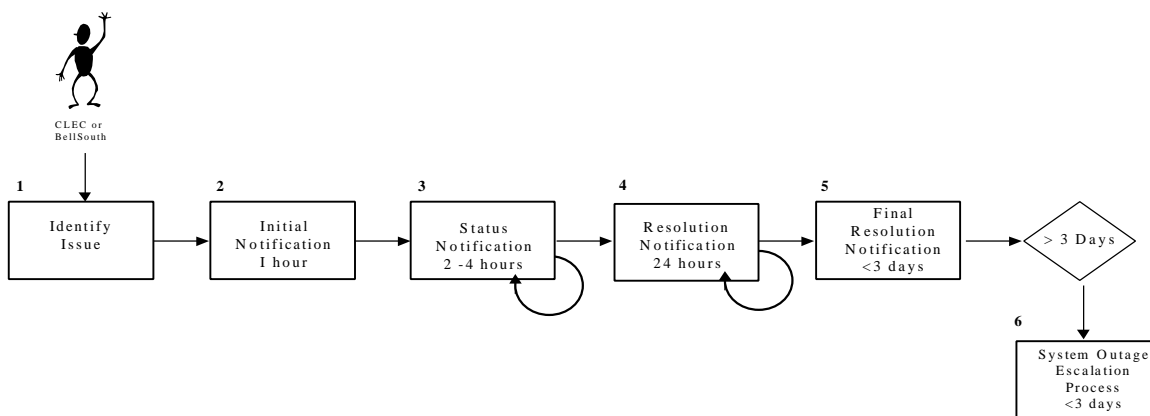 CLEC or
BellSouth
1
Identify
Issue
2
Initial
Notification
1 hour
3
Status
Notification
2 -4 hours
4
Resolution
Notification
24 hours
5
Final
Resolution
Notification
<3 days
> 3 Days
6
System Outage
Escalation
Process
<3 days